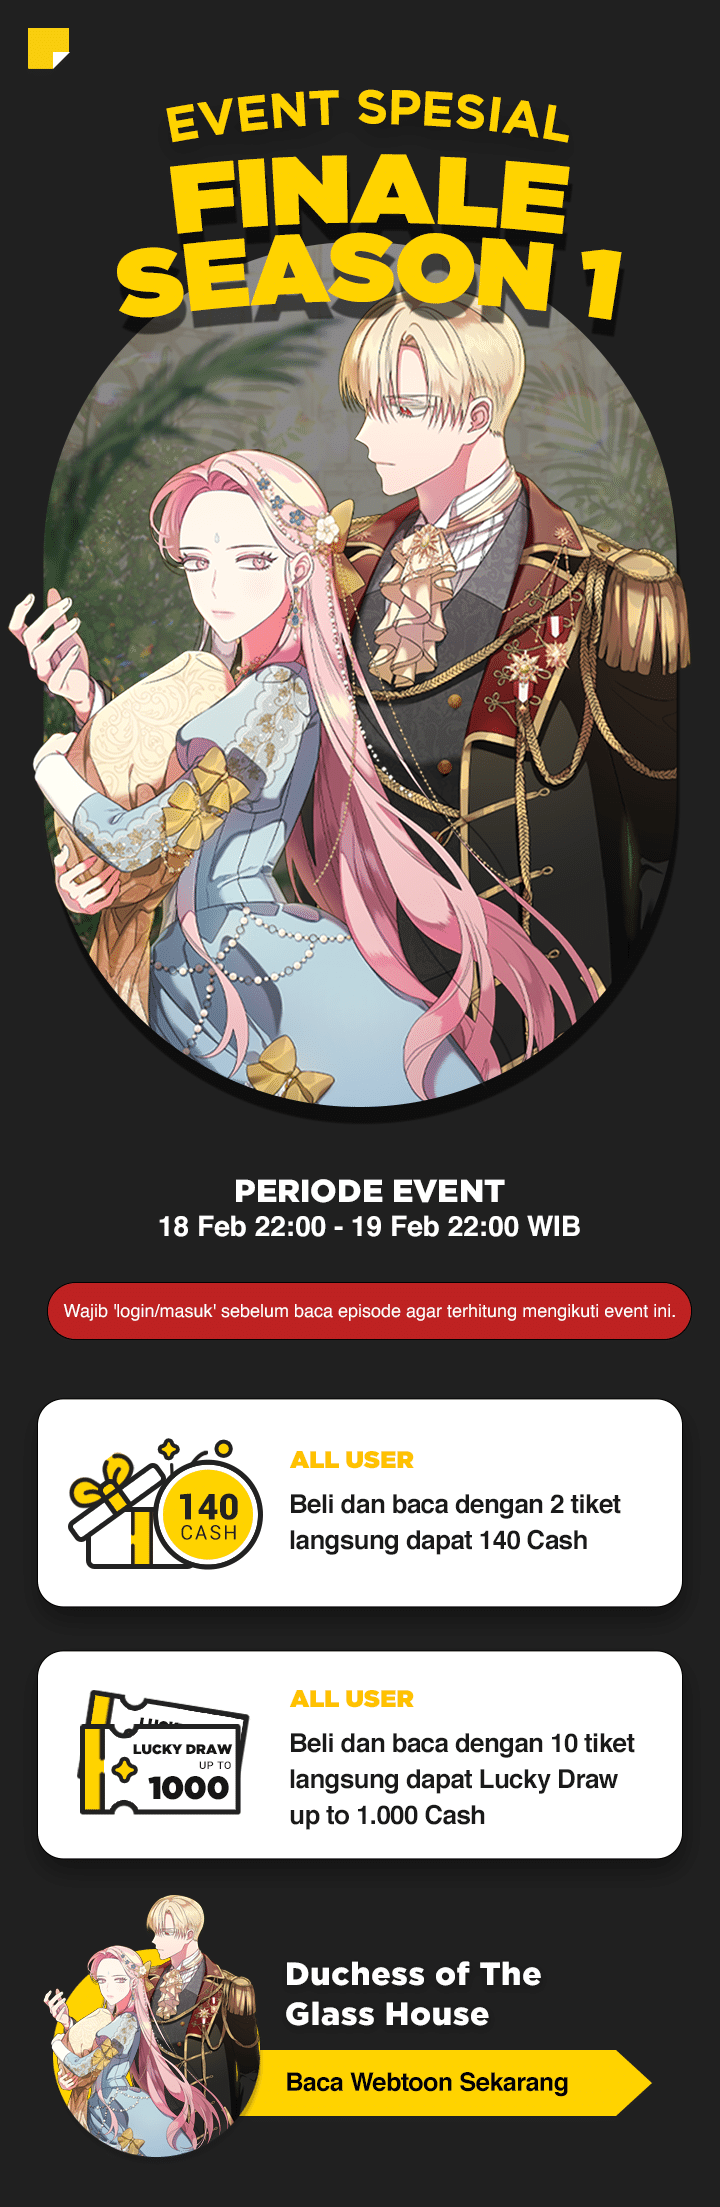 EVENT SPESIAL
FINALE
SEASON 1
PERIODE EVENT
18 Feb 22:00 - 19 Feb 22:00 WIB
Wajib 'login/masuk' sebelum baca episode agar terhitung mengikuti event ini.
140
CASH
ALL USER
Beli dan baca dengan 2 tiket
langsung dapat 140 Cash
LUCKY DRAW
UP TO
1000
ALL USER
Beli dan baca dengan 10 tiket
langsung dapat Lucky Draw
up to 1.000 Cash
Duchess of The
Glass House
Baca Webtoon Sekarang